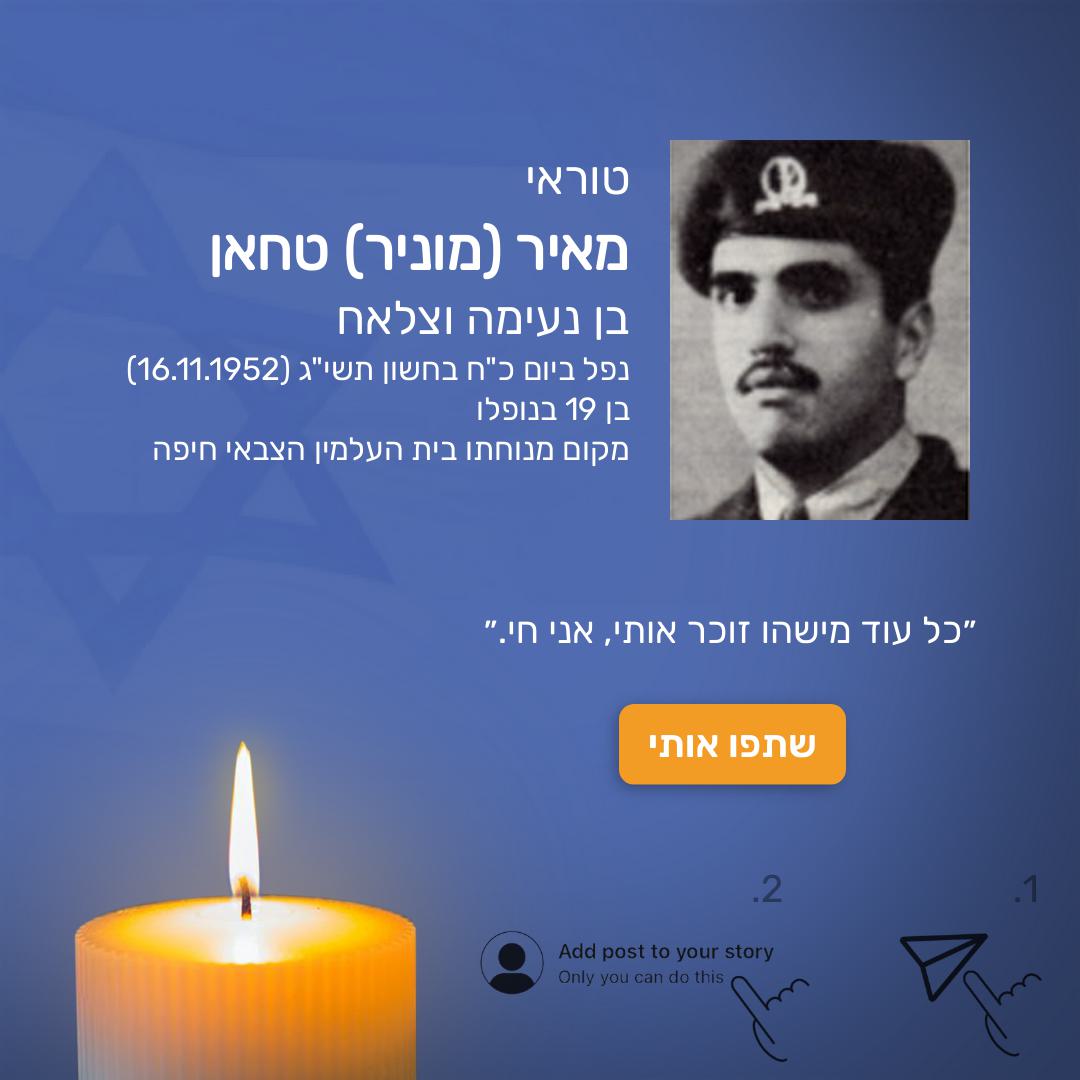 טוראי
מאיר (מוניר) טחאן
בן נעימה וצלאח
נפל ביום כ"ח בחשון תשי"ג (16.11.1952)
בן 19 בנופלו
מקום מנוחתו בית העלמין הצבאי חיפה
״כל עוד מישהו זוכר אותי, אני חי.״
שתפו אותי
.1
.2
Add post to your story
Only you can do this